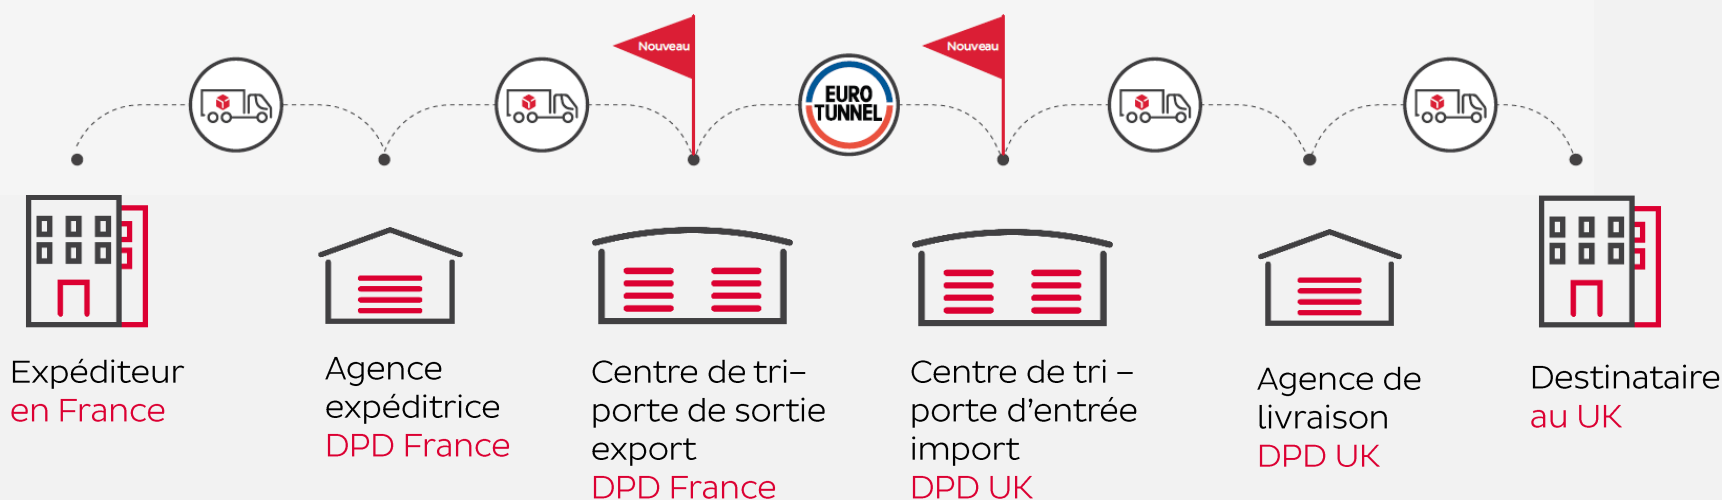 Nouveau
Nouveau
EURO
TUNNEL
Expéditeur
en France
Agence
expéditrice
DPD France
Centre de tri–
porte de sortie
export
DPD France
Centre de tri –
porte d'entrée
import
DPD UK
Agence de
livraison
DPD UK
Destinataire
au UK